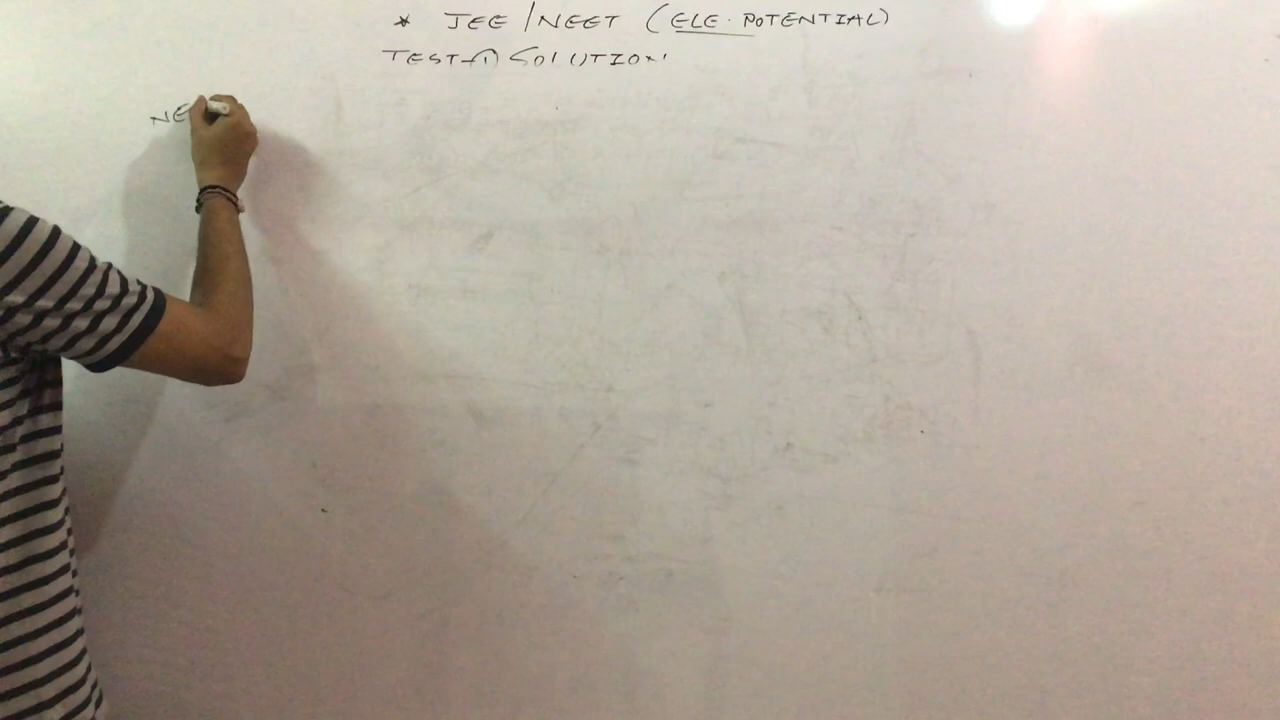 * JEE/NEET (ELE. POTENTIAL)
TEST-① SOLUTION
NE